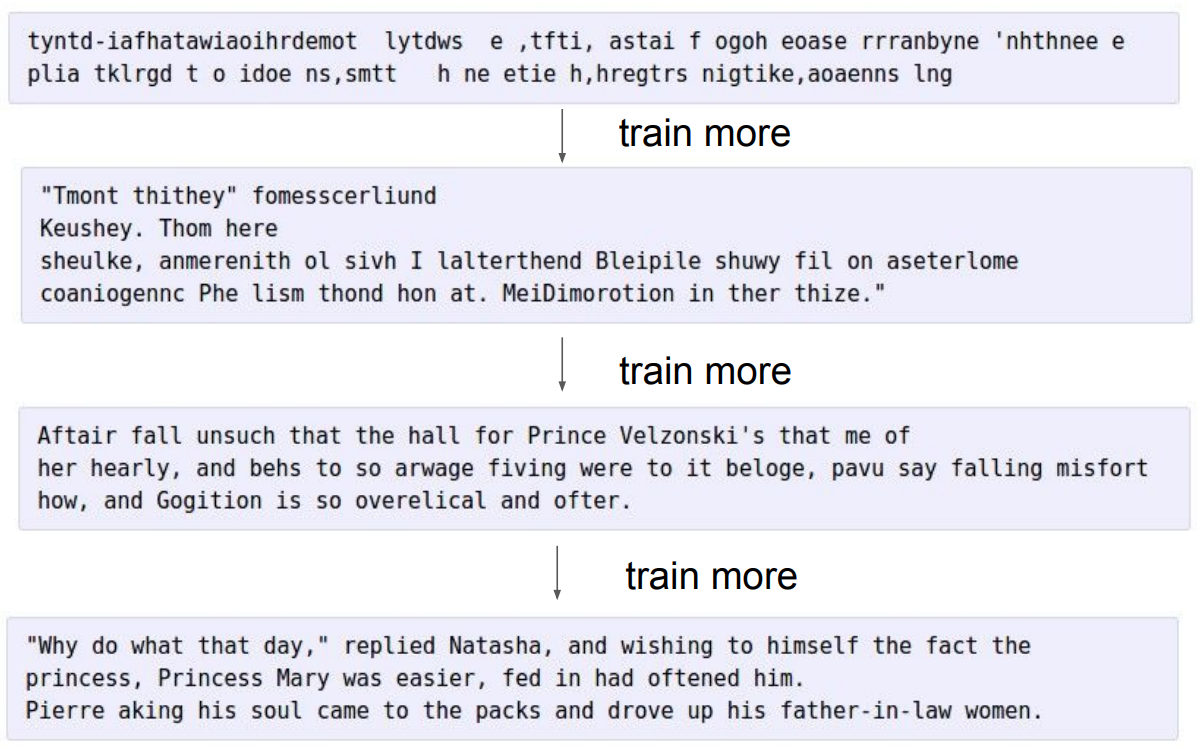 tyntd-iafhatawiaoihrdemot  lytdws  e ,tfti, astai f ogoh eoase rrranbyne 'nhthnee e
plia tklrgd t o idoe ns,smtt   h ne etie h,hregtrs nigtike,aoaenns lng
train more
"Tmont thithey" fomesscerliund
Keushey. Thom here
sheulke, anmerenith ol sivh I lalterthend Bleipile shuwy fil on aseterlome
coaniogennc Phe lism thond hon at. MeiDimorotion in ther thize."
train more
Aftair fall unsuch that the hall for Prince Velzonski's that me of
her hearly, and behs to so arwage fiving were to it beloge, pavu say falling misfort
how, and Gogition is so overelical and ofter.
train more
"Why do what that day," replied Natasha, and wishing to himself the fact the
princess, Princess Mary was easier, fed in had oftened him.
Pierre aking his soul came to the packs and drove up his father-in-law women.